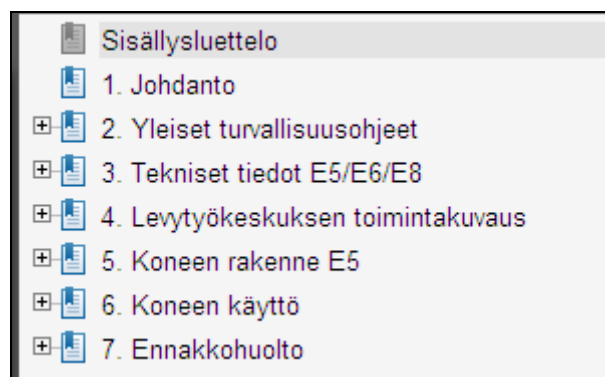 Sisällysluettelo
1. Johdanto
2. Yleiset turvallisuusohjeet
3. Tekniset tiedot E5/E6/E8
4. Levytyökeskuksen toimintakuvaus
5. Koneen rakenne E5
6. Koneen käyttö
7. Ennakkohuolto